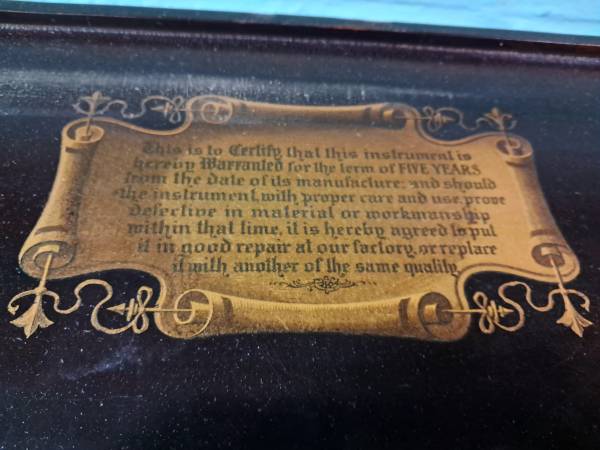 This is to Certify that this instrument is
hereby Warranted for the term of FIVE YEARS
from the date of its manufacture; and should
the instrument, with proper care and use, prove
defective in material or workmanship
within that time, it is hereby agreed to put
it in good repair at our factory, or replace
it with another of the same quality